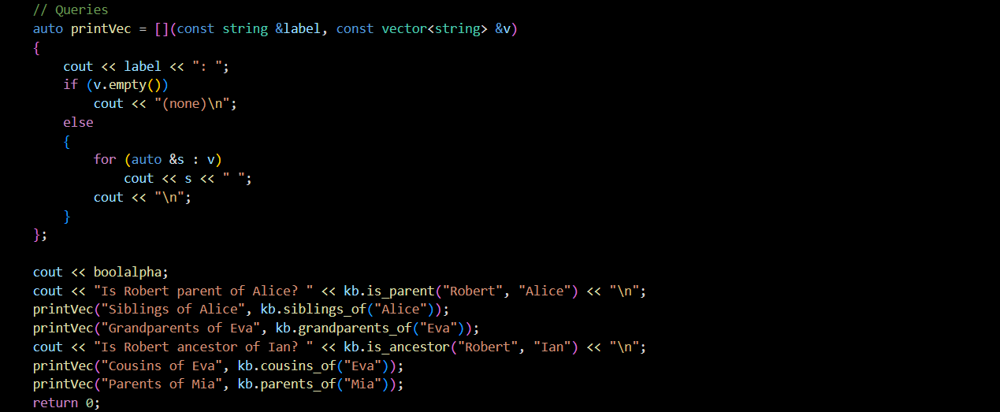 // Queries
auto printVec = [](const string &label, const vector<string> &v)
{
    cout << label << ": ";
    if (v.empty())
        cout << "(none)\n";
    else
    {
        for (auto &s : v)
            cout << s << " ";
        cout << "\n";
    }
};
cout << boolalpha;
cout << "Is Robert parent of Alice? " << kb.is_parent("Robert", "Alice") << "\n";
printVec("Siblings of Alice", kb.siblings_of("Alice"));
printVec("Grandparents of Eva", kb.grandparents_of("Eva"));
cout << "Is Robert ancestor of Ian? " << kb.is_ancestor("Robert", "Ian") << "\n";
printVec("Cousins of Eva", kb.cousins_of("Eva"));
printVec("Parents of Mia", kb.parents_of("Mia"));
return 0;